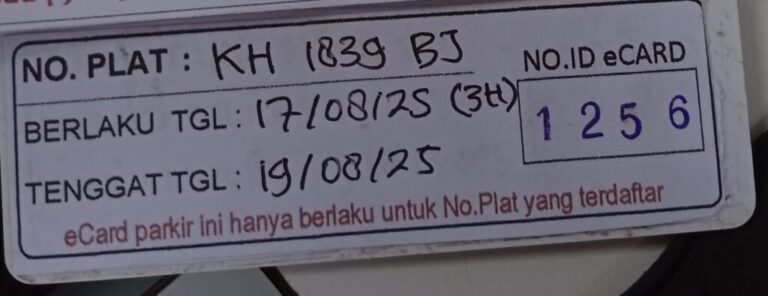 NO. PLAT : KH 1839 BJ
NO.ID eCARD
BERLAKU TGL : 17/08/25 (3H)
1 2 5 6
TENGGAT TGL : 19/08/25
eCard parkir ini hanya berlaku untuk No.Plat yang terdaftar